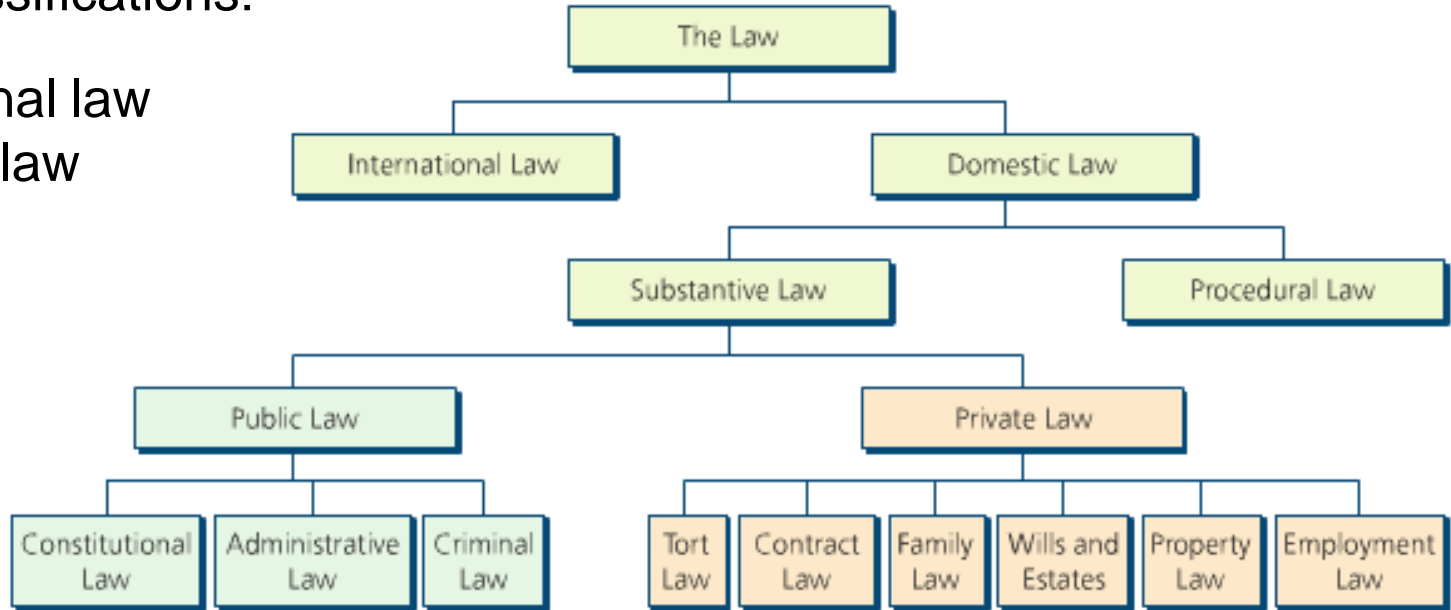 ssifications:
The Law
nal law
law
International Law
Domestic Law
Substantive Law
Procedural Law
Public Law
Private Law
Constitutional
Law
Administrative
Law
Criminal
Law
Tort
Law
Contract
Law
Family
Law
Wills and
Estates
Property
Law
Employment
Law